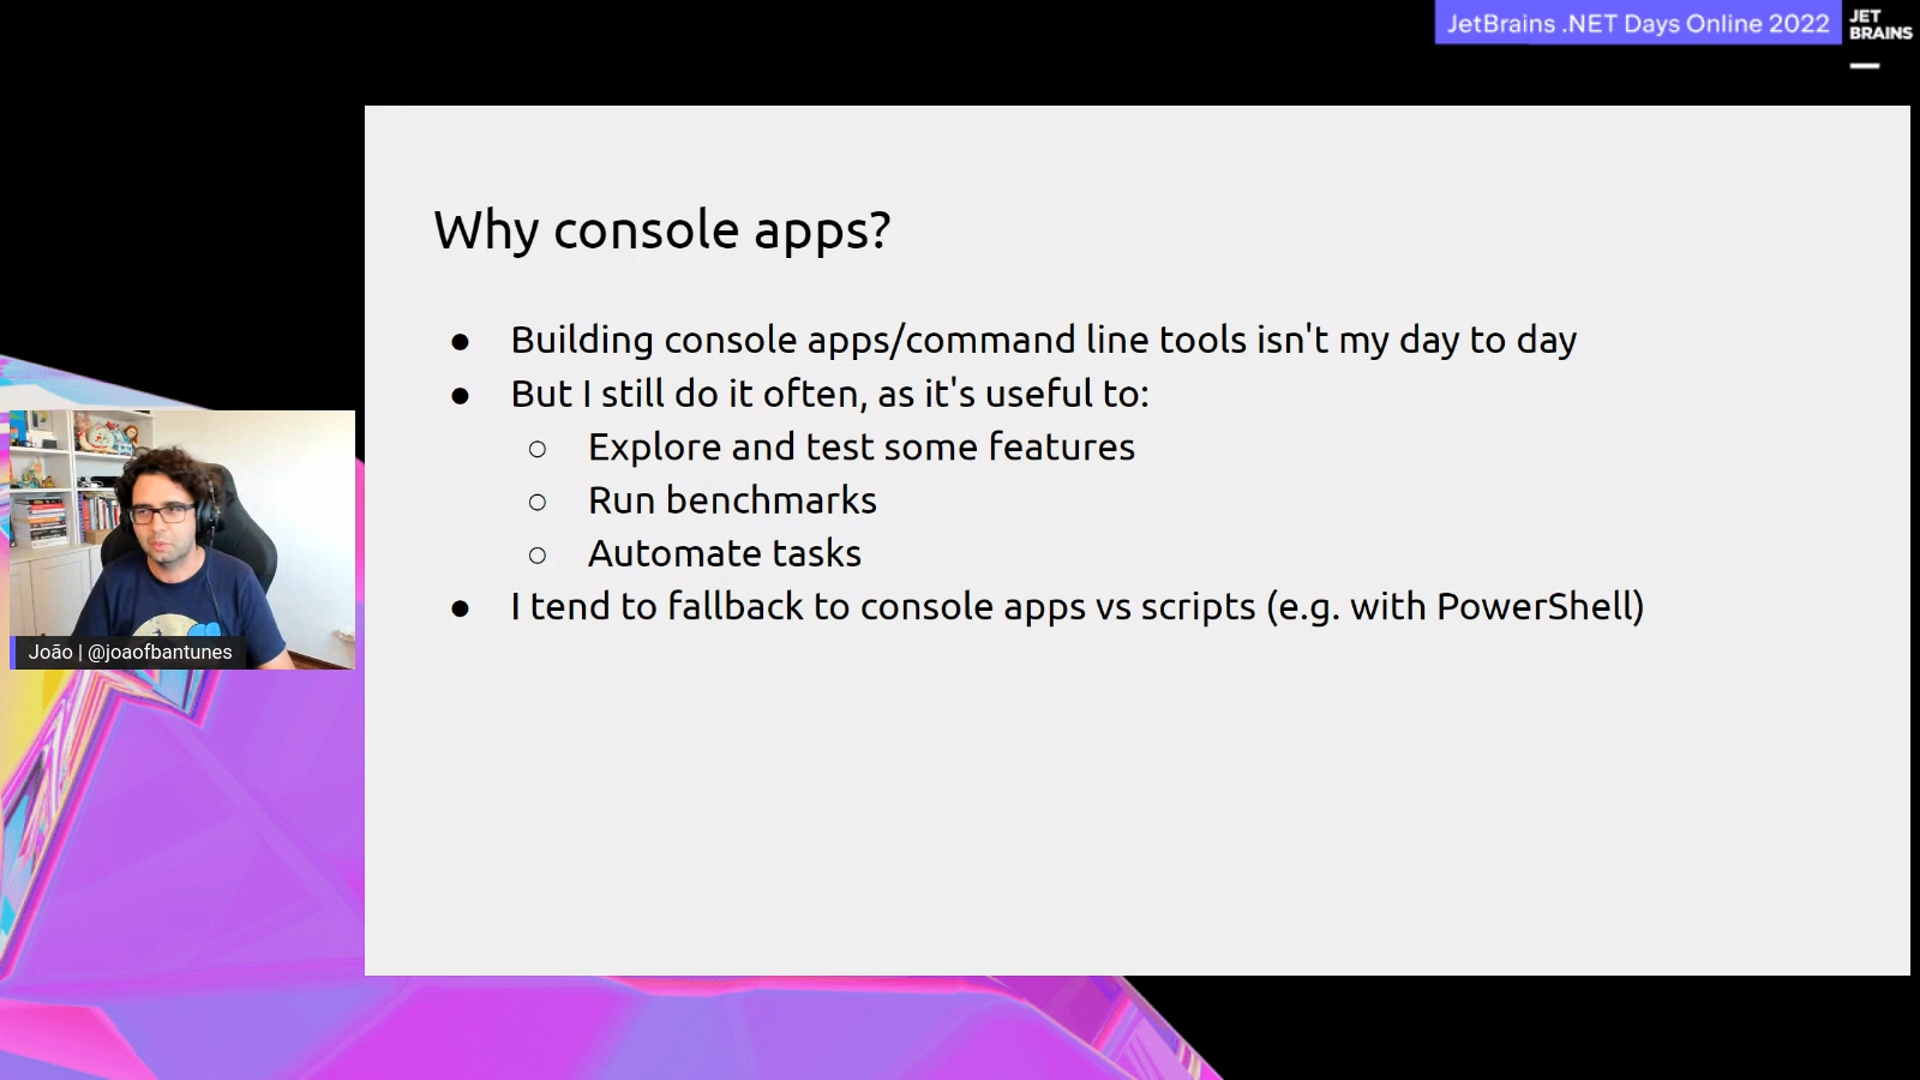 JetBrains .NET Days Online 2022
JET
BRAINS
Why console apps?
● Building console apps/command line tools isn't my day to day
● But I still do it often, as it's useful to:
○ Explore and test some features
○ Run benchmarks
○ Automate tasks
● I tend to fallback to console apps vs scripts (e.g. with PowerShell)
João | @joaofbantunes